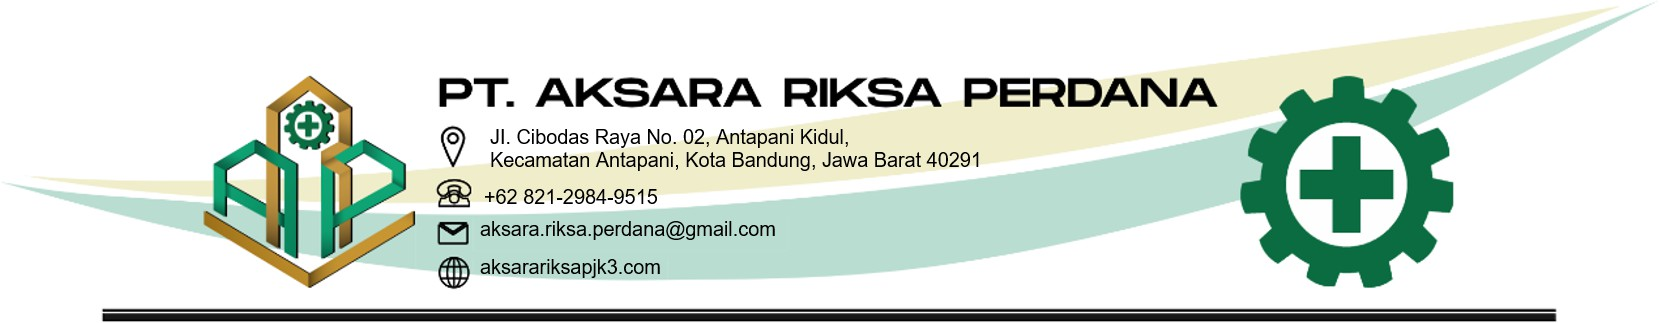 PT. AKSARA RIKSA PERDANA
Jl. Cibodas Raya No. 02, Antapani Kidul,
Kecamatan Antapani, Kota Bandung, Jawa Barat 40291
+62 821-2984-9515
aksara.riksa.perdana@gmail.com
aksarariksapjk3.com